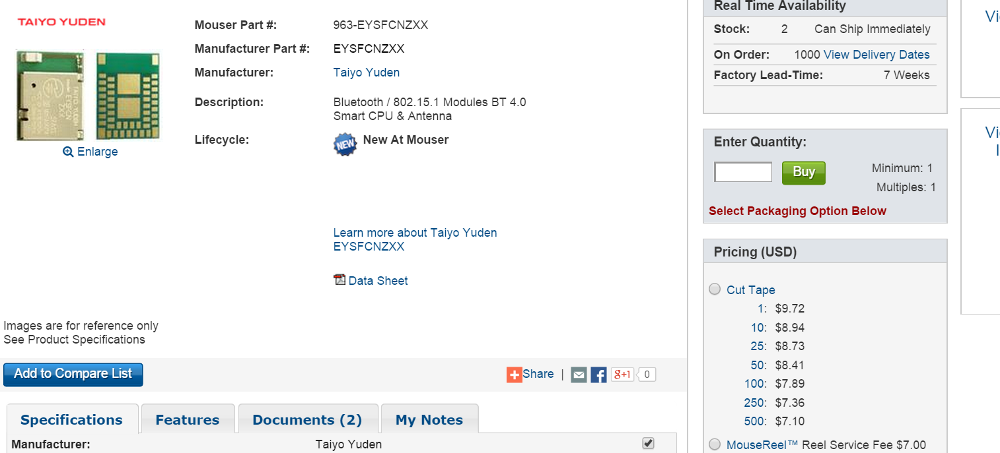 TAIYO YUDEN
Enlarge
Mouser Part #: 963-EYSFCNZXX
Manufacturer Part #: EYSFCNZXX
Manufacturer: Taiyo Yuden
Description: Bluetooth / 802.15.1 Modules BT 4.0
Smart CPU & Antenna
Lifecycle: NEW New At Mouser
Learn more about Taiyo Yuden
EYSFCNZXX
Data Sheet
Images are for reference only
See Product Specifications
Add to Compare List
Share | f g+1 0
Specifications Features Documents (2) My Notes
Manufacturer: Taiyo Yuden
Real Time Availability
Stock: 2 Can Ship Immediately
On Order: 1000 View Delivery Dates
Factory Lead-Time: 7 Weeks
Enter Quantity:
Buy Minimum: 1
Multiples: 1
Select Packaging Option Below
Pricing (USD)
Cut Tape
1: $9.72
10: $8.94
25: $8.73
50: $8.41
100: $7.89
250: $7.36
500: $7.10
MouseReel™ Reel Service Fee $7.00